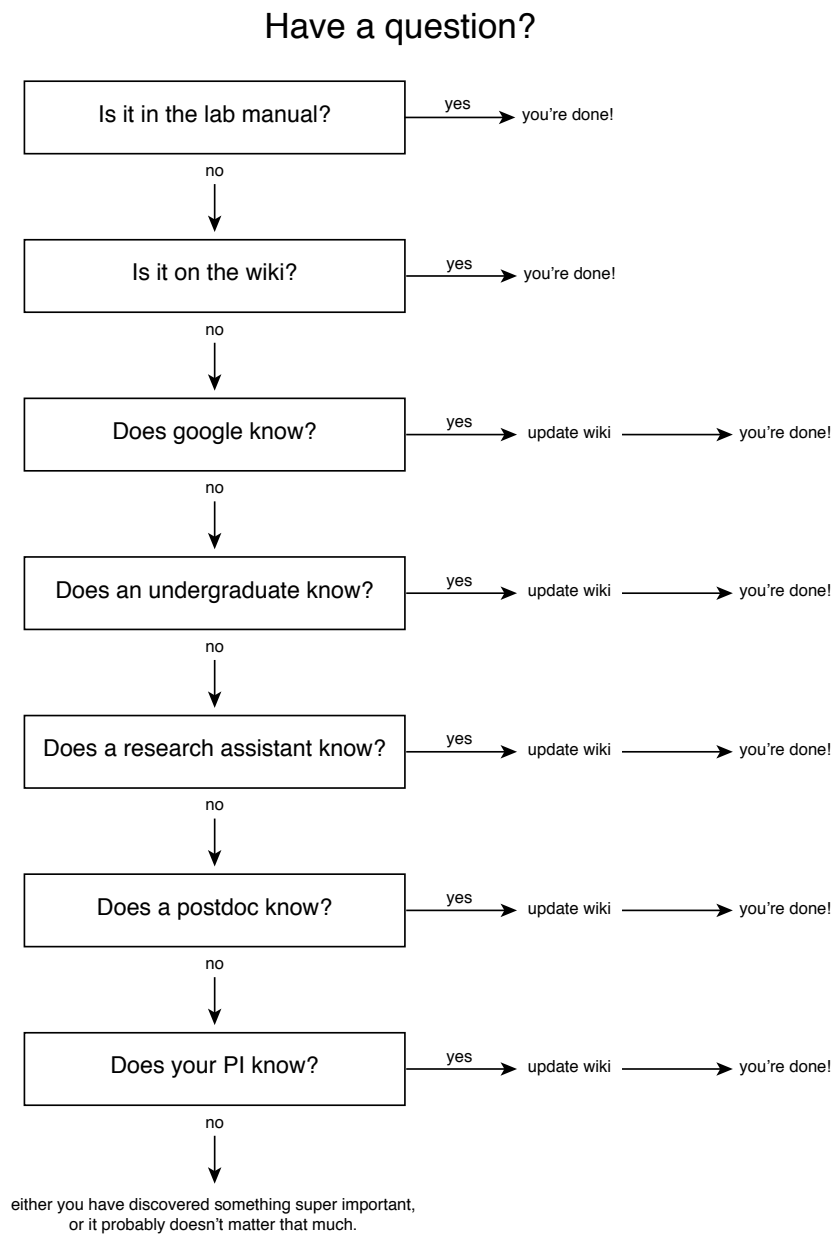 Have a question?
Is it in the lab manual?
yes
you're done!
no
Is it on the wiki?
yes
you're done!
no
Does google know?
yes
update wiki
you're done!
no
Does an undergraduate know?
yes
update wiki
you're done!
no
Does a research assistant know?
yes
update wiki
you're done!
no
Does a postdoc know?
yes
update wiki
you're done!
no
Does your PI know?
yes
update wiki
you're done!
no
either you have discovered something super important,
or it probably doesn't matter that much.